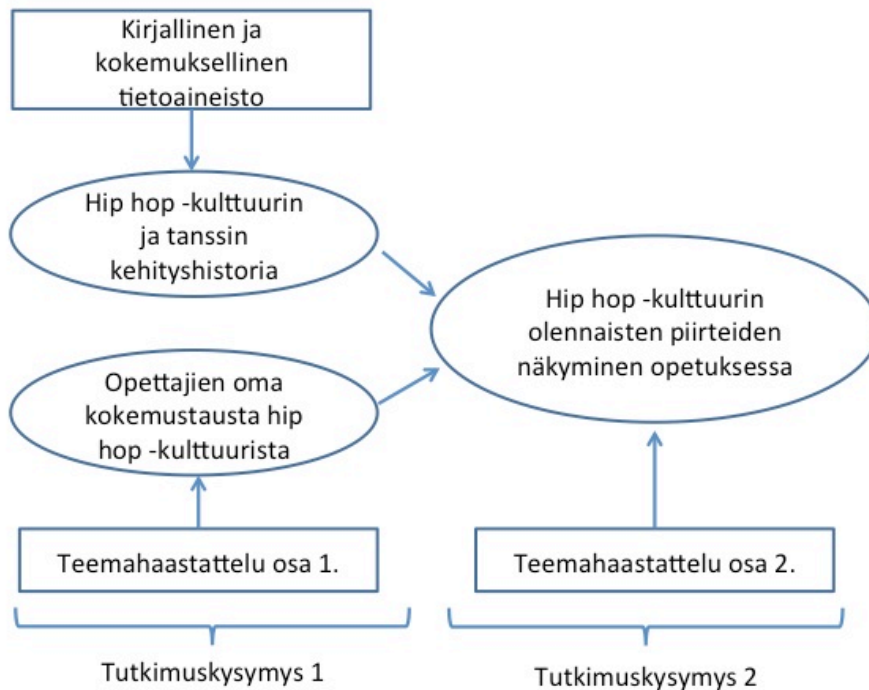 Kirjallinen ja
kokemuksellinen
tietoaineisto
Hip hop -kulttuurin
ja tanssin
kehityshistoria
Hip hop -kulttuurin
olennaisten piirteiden
näkyminen opetuksessa
Opettajien oma
kokemustausta hip
hop -kulttuurista
Teemahaastattelu osa 1.
Teemahaastattelu osa 2.
Tutkimuskysymys 1
Tutkimuskysymys 2